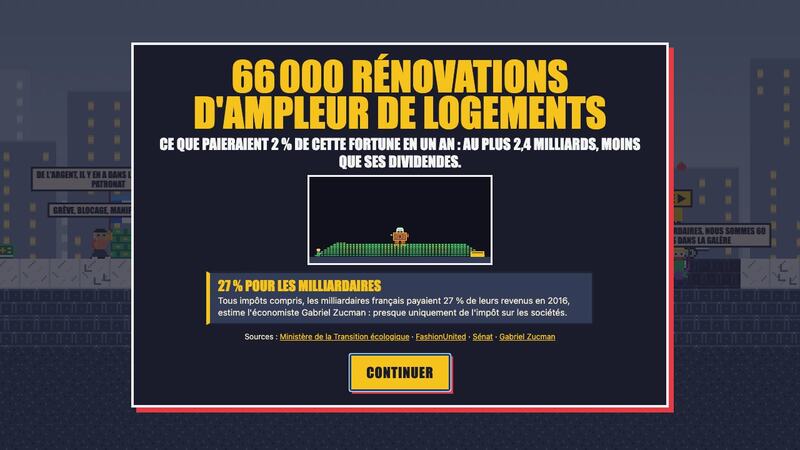 66 000 RÉNOVATIONS
D'AMPLEUR DE LOGEMENTS
CE QUE PAIERAIENT 2 % DE CETTE FORTUNE EN UN AN : AU PLUS 2,4 MILLIARDS, MOINS
QUE SES DIVIDENDES.
DE L'ARGENT, IL Y EN A DANS L
PATRONAT
GRÈVE, BLOCAGE, MANIF
RDAIRES, NOUS SOMMES 60
S DANS LA GALÈRE
27 % POUR LES MILLIARDAIRES
Tous impôts compris, les milliardaires français payaient 27 % de leurs revenus en 2016,
estime l'économiste Gabriel Zucman : presque uniquement de l'impôt sur les sociétés.
Sources : Ministère de la Transition écologique · FashionUnited · Sénat · Gabriel Zucman
CONTINUER